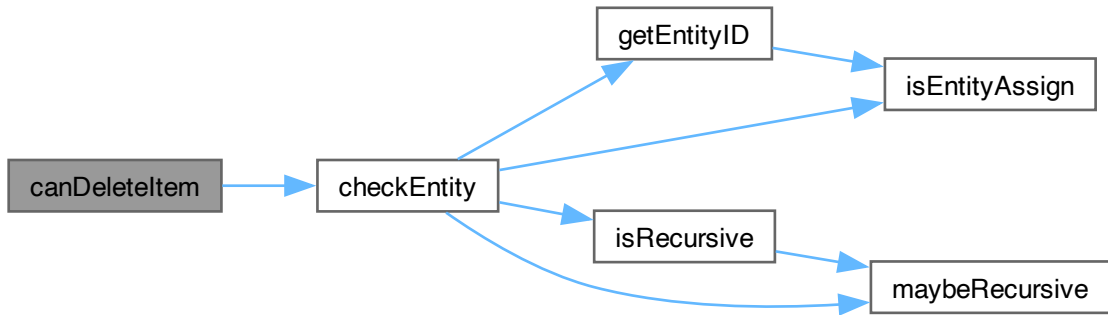 canDeleteItem
checkEntity
getEntityID
isEntityAssign
isRecursive
maybeRecursive